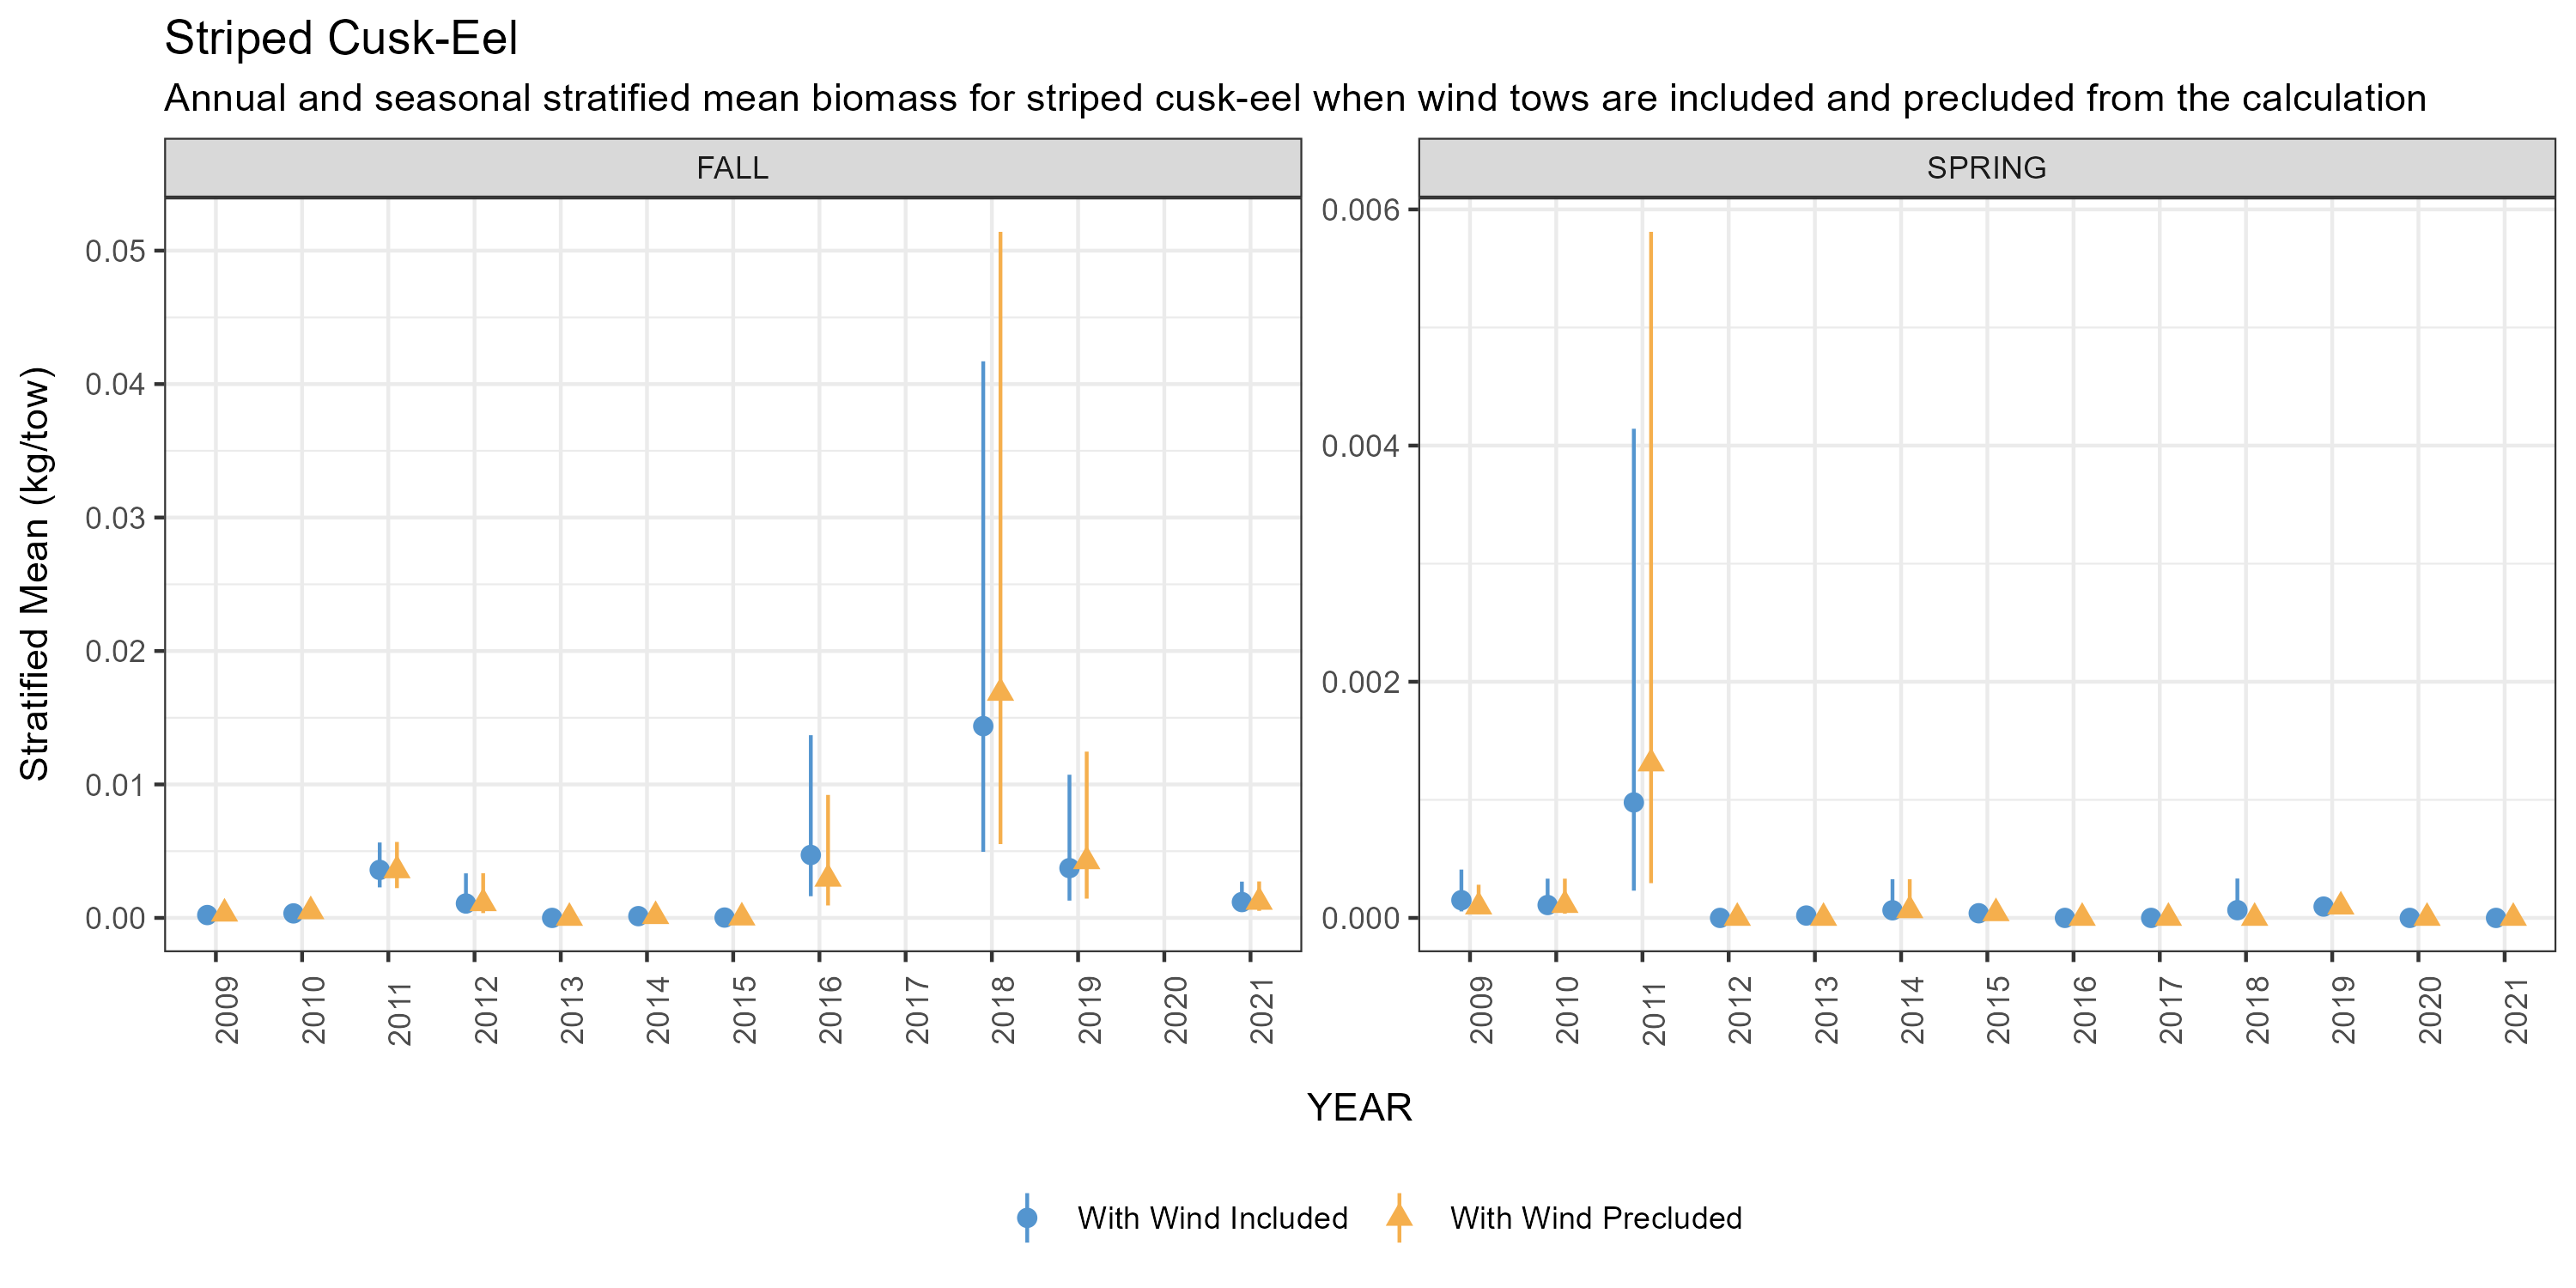 Striped Cusk-Eel
Annual and seasonal stratified mean biomass for striped cusk-eel when wind tows are included and precluded from the calculation
FALL
SPRING
Stratified Mean (kg/tow)
0.05
0.04
0.03
0.02
0.01
0.00
0.006
0.004
0.002
0.000
2009 2010 2011 2012 2013 2014 2015 2016 2017 2018 2019 2020 2021
2009 2010 2011 2012 2013 2014 2015 2016 2017 2018 2019 2020 2021
YEAR
With Wind Included With Wind Precluded